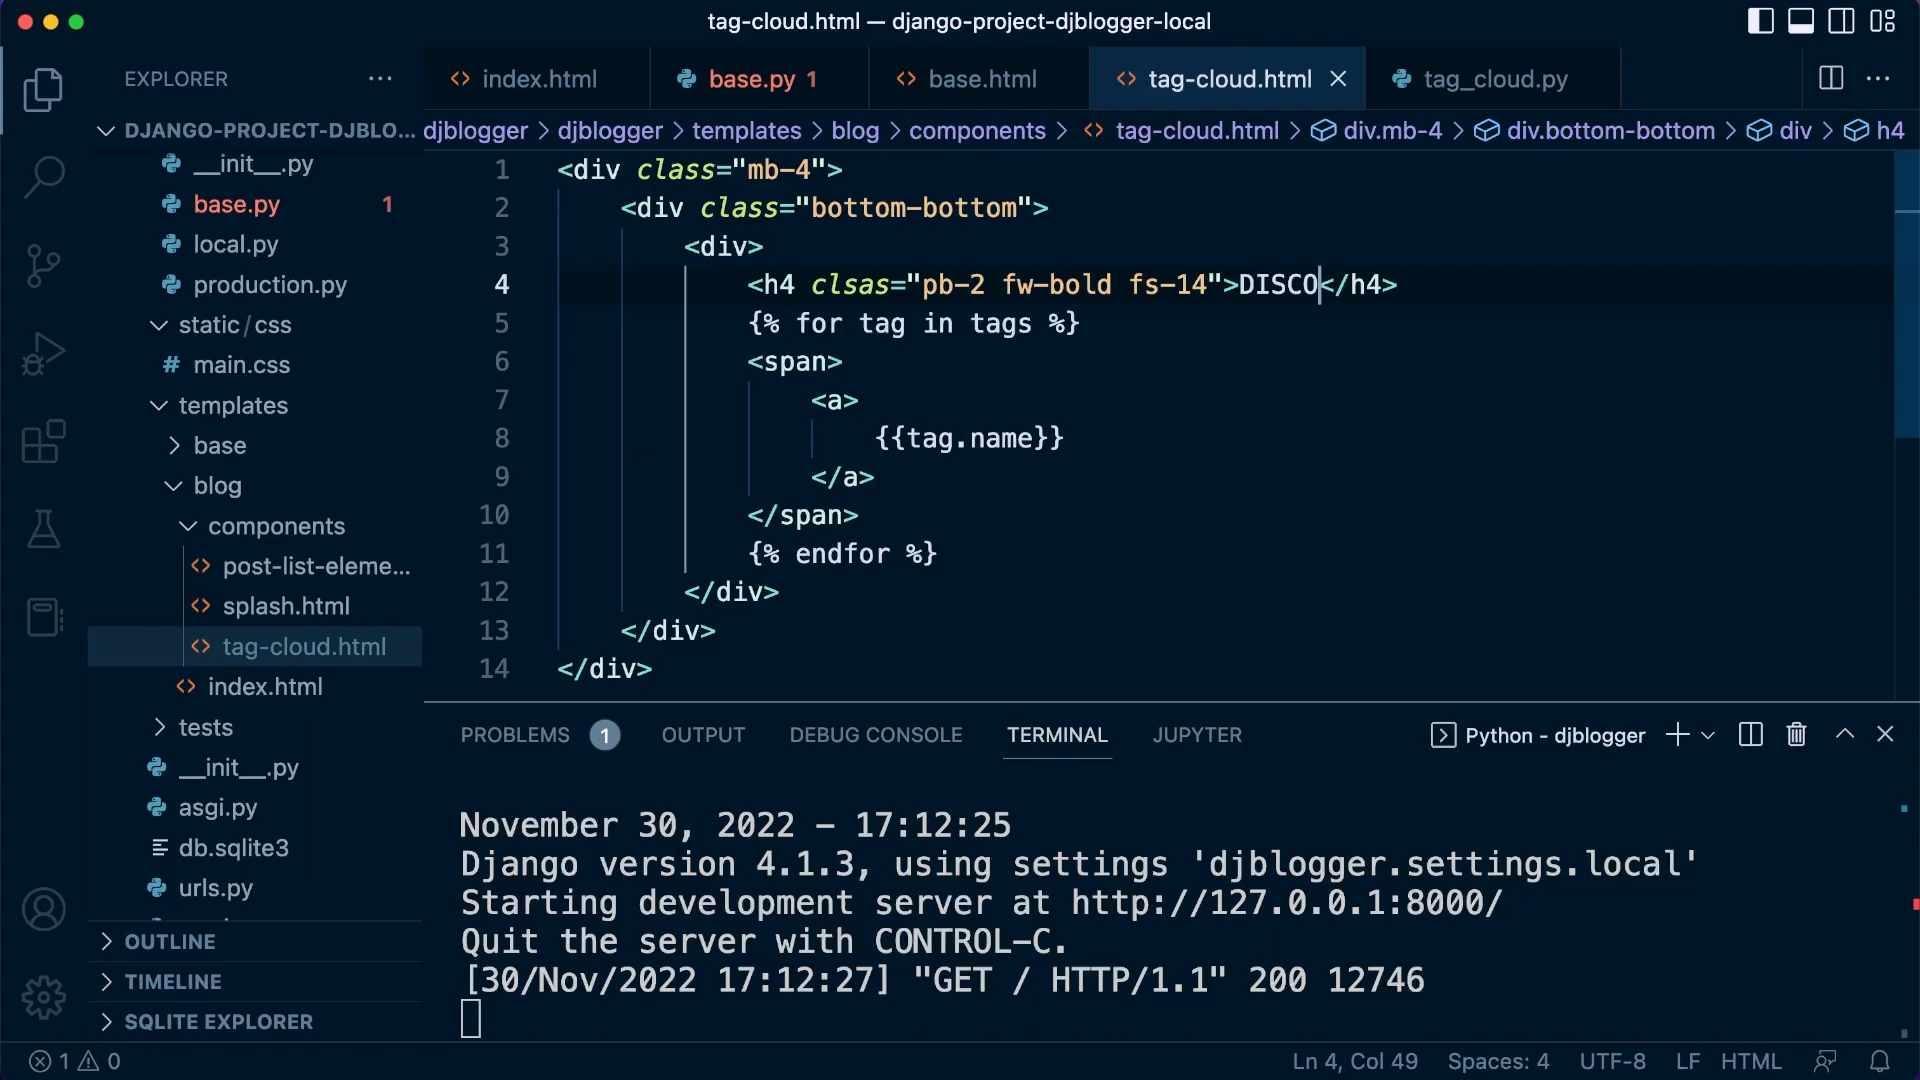 tag-cloud.html — django-project-djblogger-local
EXPLORER
DJANGO-PROJECT-DJBLO...
__init__.py
base.py 1
local.py
production.py
static/css
# main.css
templates
base
blog
components
post-list-eleme...
splash.html
tag-cloud.html
index.html
tests
__init__.py
asgi.py
db.sqlite3
urls.py
OUTLINE
TIMELINE
SQLITE EXPLORER
index.html
base.py 1
base.html
tag-cloud.html
tag_cloud.py
djblogger > djblogger > templates > blog > components > tag-cloud.html > div.mb-4 > div.bottom-bottom > div > h4
1 <div class="mb-4">
2 <div class="bottom-bottom">
3 <div>
4 <h4 clsas="pb-2 fw-bold fs-14">DISCO</h4>
5 {% for tag in tags %}
6 <span>
7 <a>
8 {{tag.name}}
9 </a>
10 </span>
11 {% endfor %}
12 </div>
13 </div>
14 </div>
PROBLEMS 1 OUTPUT DEBUG CONSOLE TERMINAL JUPYTER Python - djblogger
November 30, 2022 - 17:12:25
Django version 4.1.3, using settings 'djblogger.settings.local'
Starting development server at http://127.0.0.1:8000/
Quit the server with CONTROL-C.
[30/Nov/2022 17:12:27] "GET / HTTP/1.1" 200 12746
1 0 Ln 4, Col 49 Spaces: 4 UTF-8 LF HTML